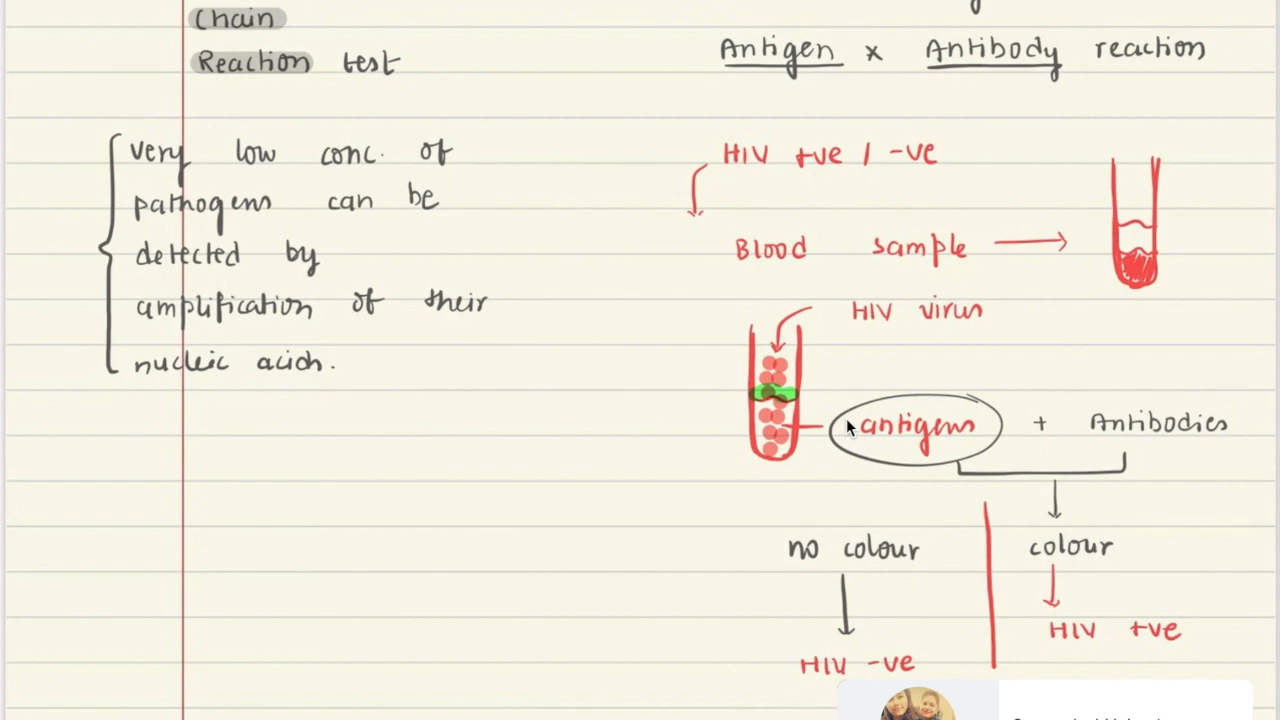 Chain
Reaction test
very low conc. of
pathogens can be
detected by
amplification of their
nucleic acids.
Antigen x Antibody reaction
HIV +ve / -ve
Blood sample
HIV virus
antigens + Antibodies
no colour
colour
HIV -ve
HIV +ve